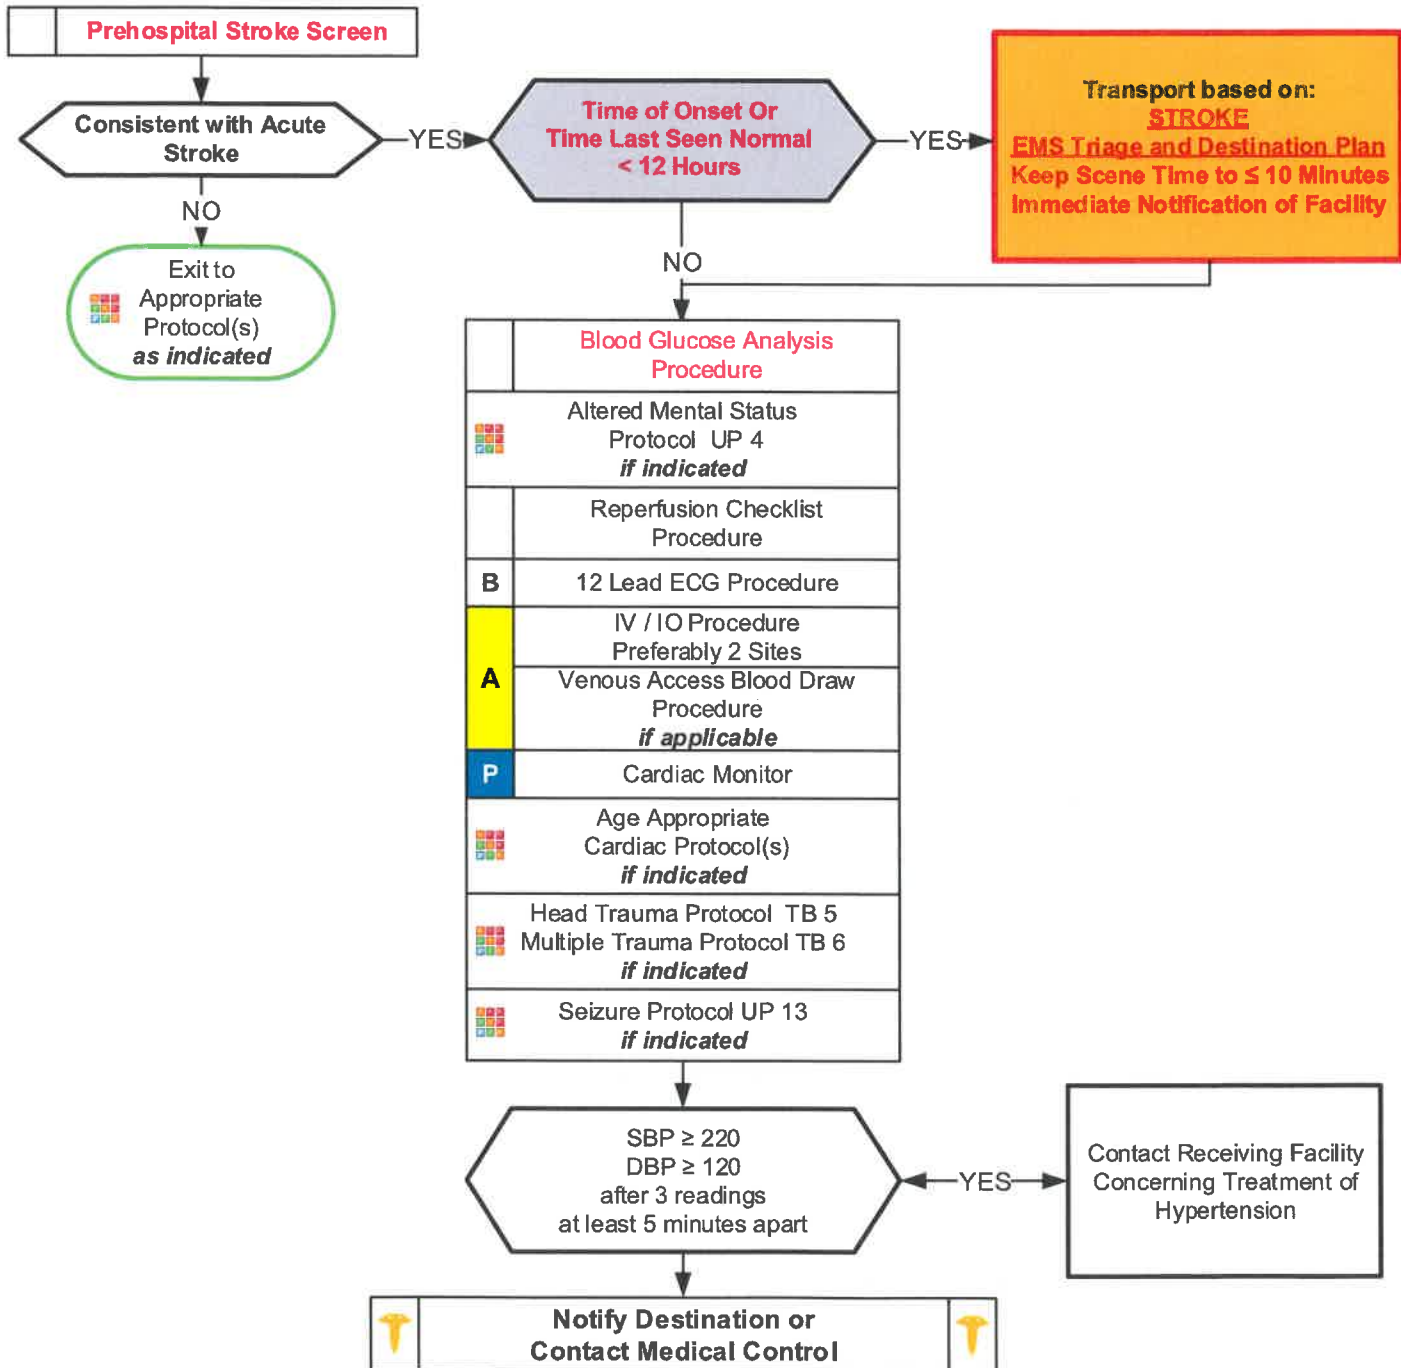 Prehospital Stroke Screen
Consistent with Acute
Stroke
YES
Time of Onset Or
Time Last Seen Normal
< 12 Hours
YES
Transport based on:
STROKE
EMS Triage and Destination Plan
Keep Scene Time to ≤ 10 Minutes
Immediate Notification of Facility
NO
Exit to
Appropriate
Protocol(s)
as indicated
NO
Blood Glucose Analysis
Procedure
Altered Mental Status
Protocol UP 4
if indicated
Reperfusion Checklist
Procedure
B
12 Lead ECG Procedure
A
IV / IO Procedure
Preferably 2 Sites
Venous Access Blood Draw
Procedure
if applicable
P
Cardiac Monitor
Age Appropriate
Cardiac Protocol(s)
if indicated
Head Trauma Protocol TB 5
Multiple Trauma Protocol TB 6
if indicated
Seizure Protocol UP 13
if indicated
SBP ≥ 220
DBP ≥ 120
after 3 readings
at least 5 minutes apart
YES
Contact Receiving Facility
Concerning Treatment of
Hypertension
Notify Destination or
Contact Medical Control